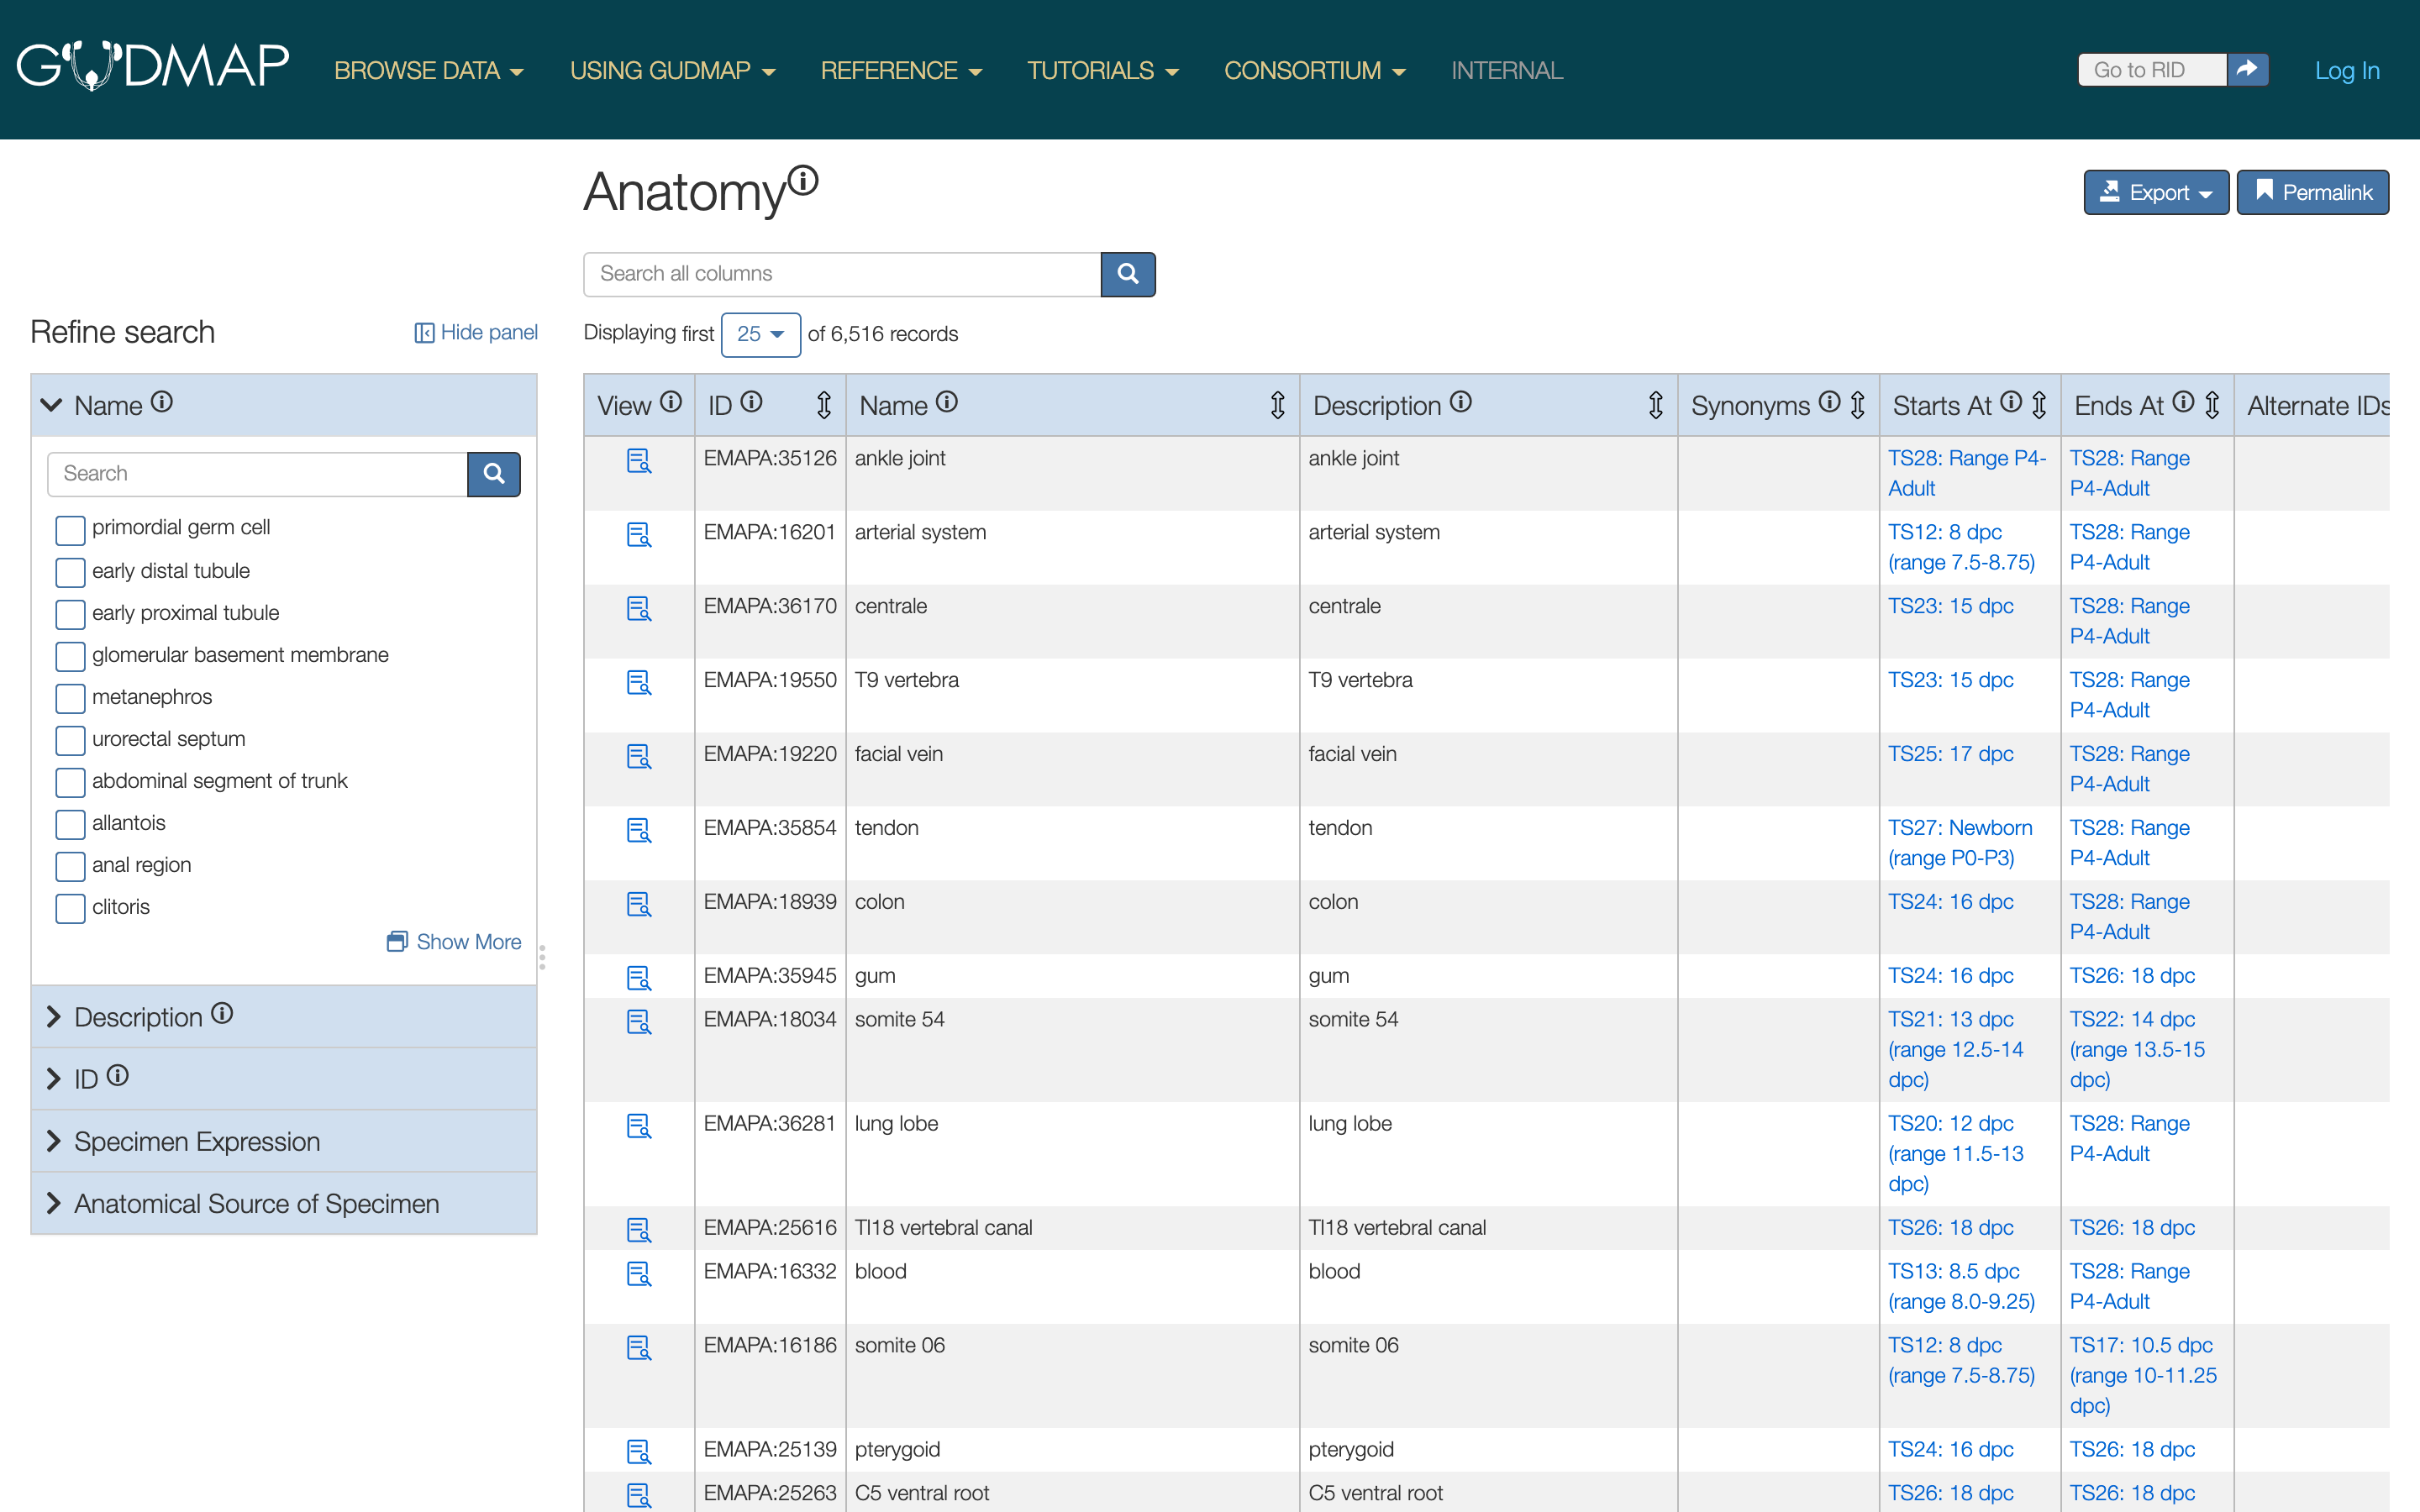 GUDMAP BROWSE DATA USING GUDMAP REFERENCE TUTORIALS CONSORTIUM INTERNAL Go to RID Log In
Anatomy
Export Permalink
Search all columns
Refine search Hide panel
Displaying first 25 of 6,516 records
Name
Search
primordial germ cell
early distal tubule
early proximal tubule
glomerular basement membrane
metanephros
urorectal septum
abdominal segment of trunk
allantois
anal region
clitoris
Show More
Description
ID
Specimen Expression
Anatomical Source of Specimen
View ID Name Description Synonyms Starts At Ends At Alternate IDs
EMAPA:35126 ankle joint ankle joint TS28: Range P4- TS28: Range
Adult P4-Adult
EMAPA:16201 arterial system arterial system TS12: 8 dpc TS28: Range
(range 7.5-8.75) P4-Adult
EMAPA:36170 centrale centrale TS23: 15 dpc TS28: Range
P4-Adult
EMAPA:19550 T9 vertebra T9 vertebra TS23: 15 dpc TS28: Range
P4-Adult
EMAPA:19220 facial vein facial vein TS25: 17 dpc TS28: Range
P4-Adult
EMAPA:35854 tendon tendon TS27: Newborn TS28: Range
(range P0-P3) P4-Adult
EMAPA:18939 colon colon TS24: 16 dpc TS28: Range
P4-Adult
EMAPA:35945 gum gum TS24: 16 dpc TS26: 18 dpc
EMAPA:18034 somite 54 somite 54 TS21: 13 dpc TS22: 14 dpc
(range 12.5-14 (range 13.5-15
dpc) dpc)
EMAPA:36281 lung lobe lung lobe TS20: 12 dpc TS28: Range
(range 11.5-13 P4-Adult
dpc)
EMAPA:25616 Tl18 vertebral canal Tl18 vertebral canal TS26: 18 dpc TS26: 18 dpc
EMAPA:16332 blood blood TS13: 8.5 dpc TS28: Range
(range 8.0-9.25) P4-Adult
EMAPA:16186 somite 06 somite 06 TS12: 8 dpc TS17: 10.5 dpc
(range 7.5-8.75) (range 10-11.25
dpc)
EMAPA:25139 pterygoid pterygoid TS24: 16 dpc TS26: 18 dpc
EMAPA:25263 C5 ventral root C5 ventral root TS26: 18 dpc TS26: 18 dpc